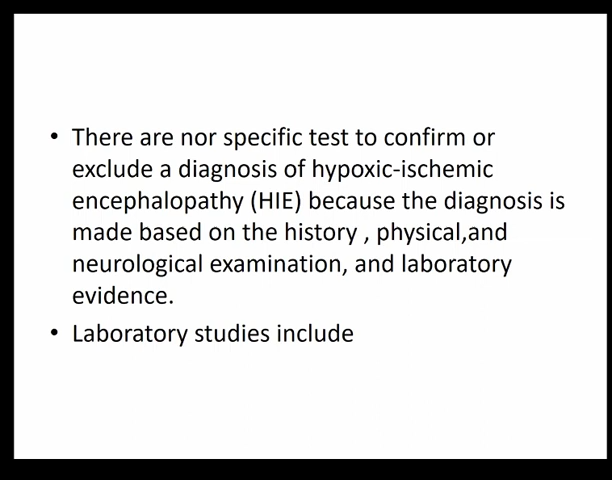 • There are nor specific test to confirm or
exclude a diagnosis of hypoxic-ischemic
encephalopathy (HIE) because the diagnosis is
made based on the history , physical,and
neurological examination, and laboratory
evidence.
• Laboratory studies include